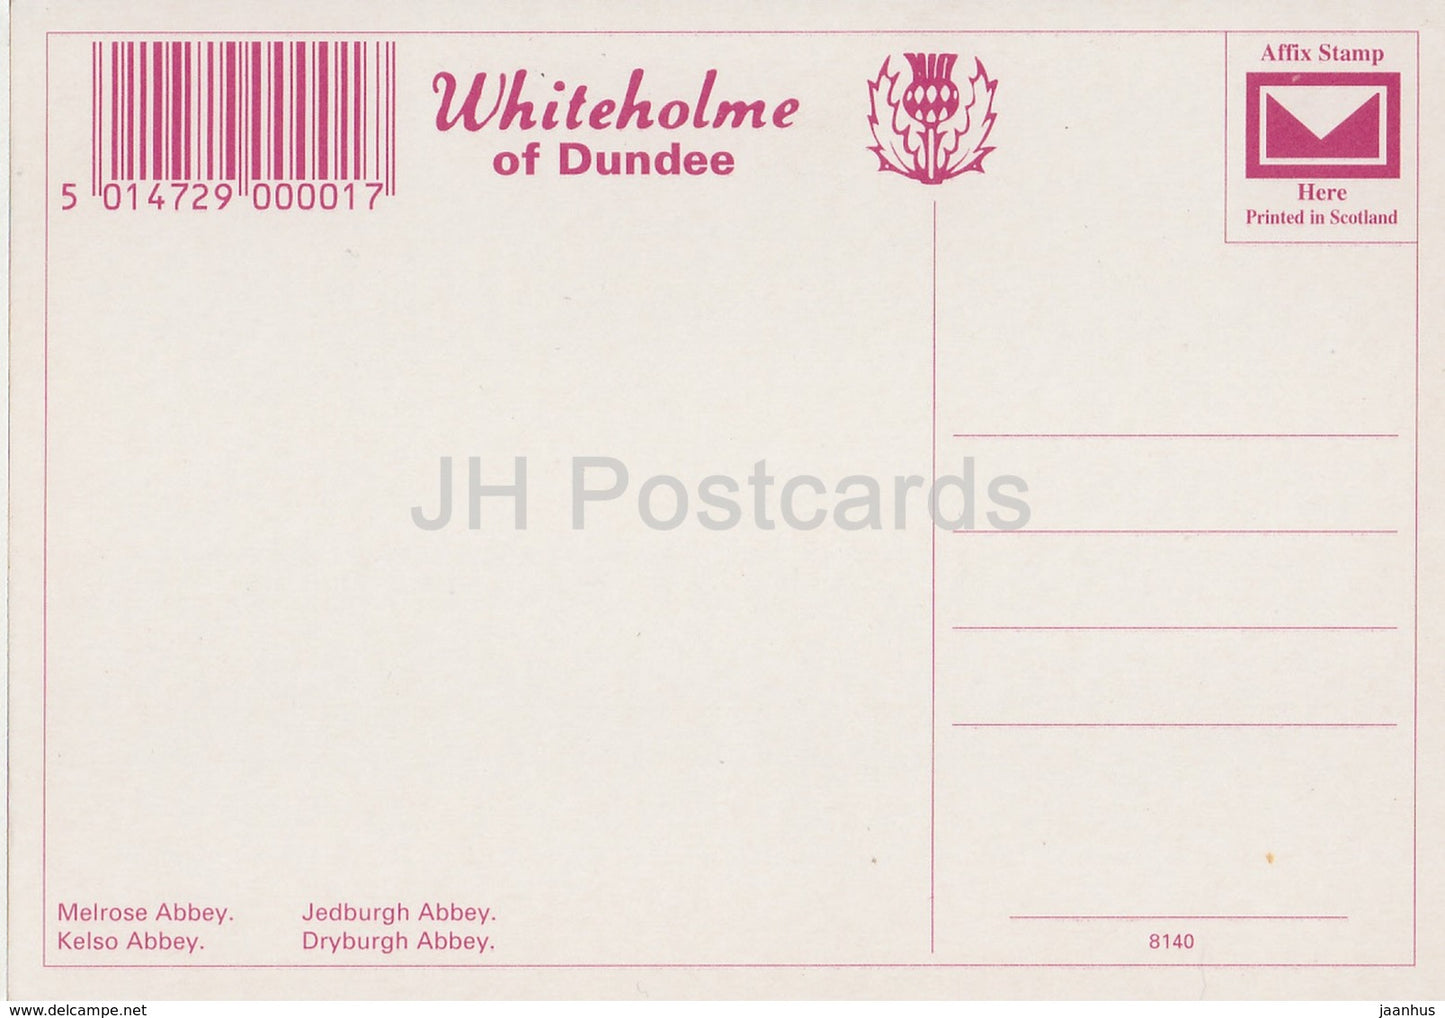 Whiteholme
of Dundee
5 014729 000017
Affix Stamp
Here
Printed in Scotland
JH Postcards
Melrose Abbey. Jedburgh Abbey.
Kelso Abbey. Dryburgh Abbey.
8140
www.delcampe.net
jaanhus